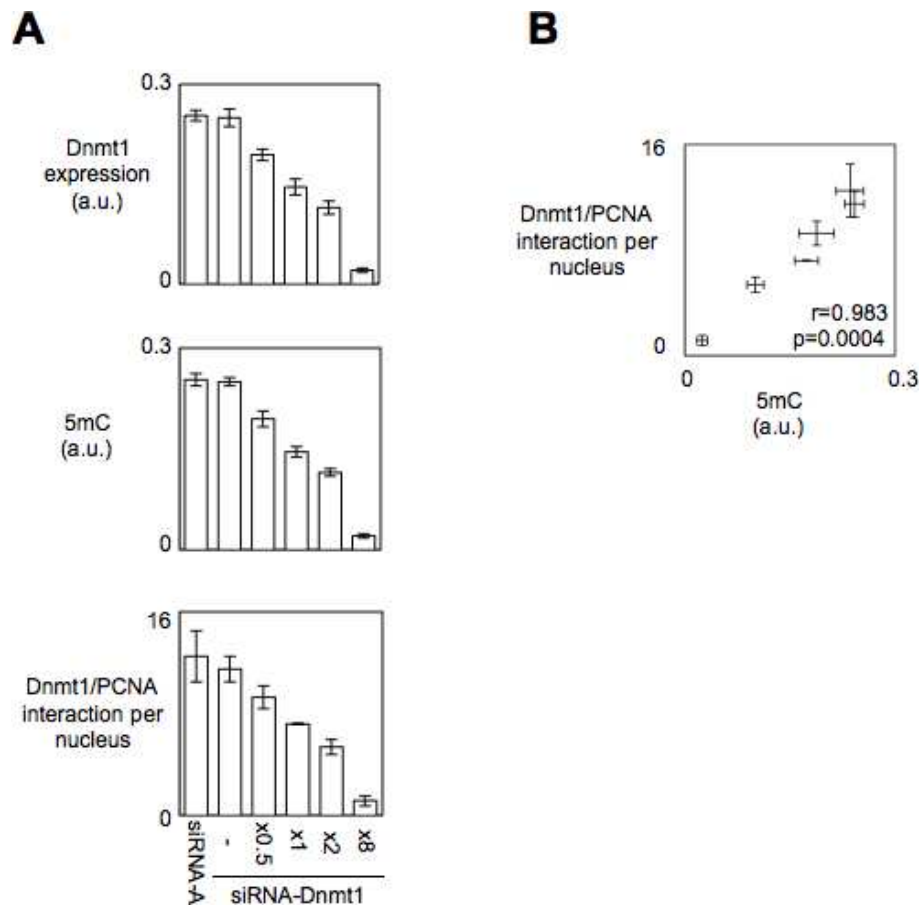 A
B
0.3
Dnmt1
expression
(a.u.)
0
0.3
5mC
(a.u.)
0
16
Dnmt1/PCNA
interaction per
nucleus
0
siRNA-A
-
x0.5
x1
x2
x8
siRNA-Dnmt1
16
Dnmt1/PCNA
interaction per
nucleus
0
r=0.983
p=0.0004
0
0.3
5mC
(a.u.)